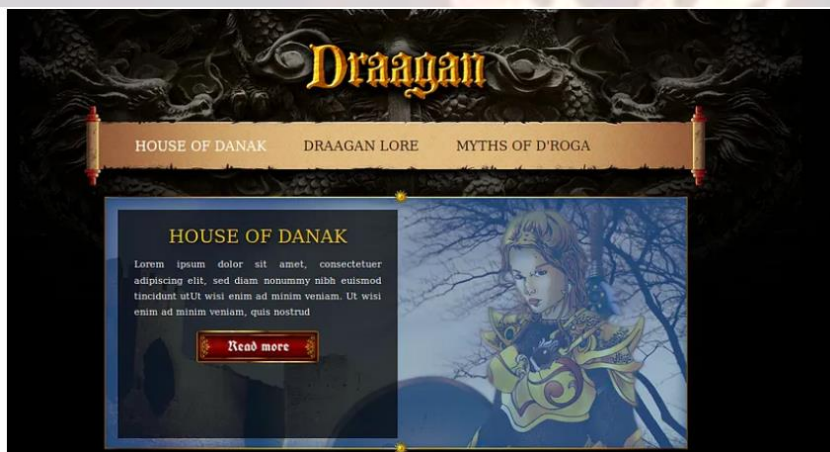 Draagan
HOUSE OF DANAK DRAAGAN LORE MYTHS OF D'ROGA
HOUSE OF DANAK
Lorem ipsum dolor sit amet, consectetuer
adipiscing elit, sed diam nonummy nibh euismod
tincidunt utUt wisi enim ad minim veniam. Ut wisi
enim ad minim veniam, quis nostrud
Read more